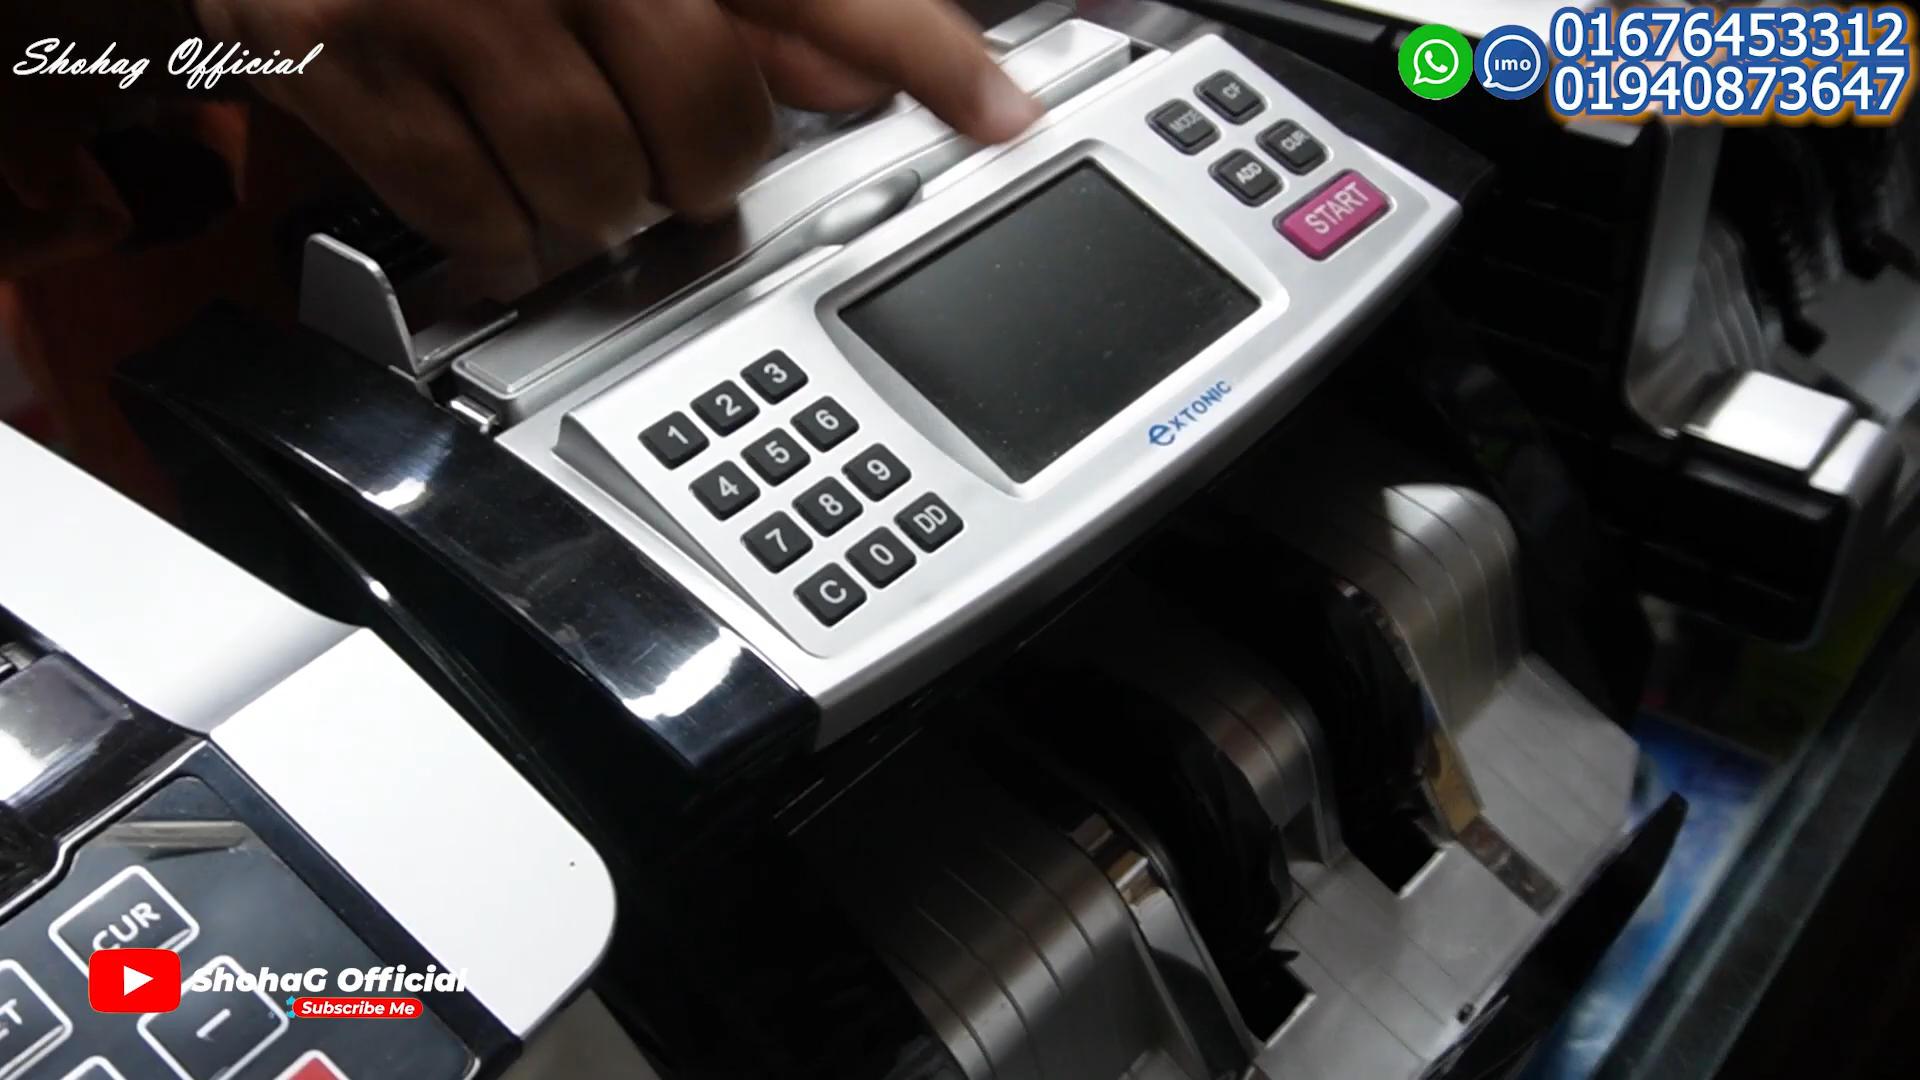 Shohag Official
imo
01676453312
01940873647
CF
MODE
CUR
ADD
START
extonic
1 2 3
4 5 6
7 8 9
C 0 DD
CUR
ShohaG Official
Subscribe Me